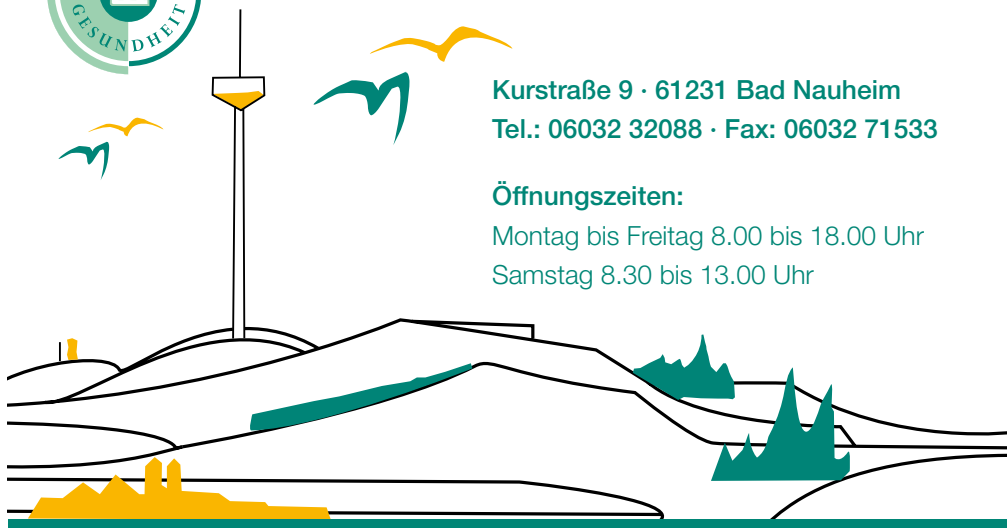 GESUNDHEIT
Kurstraße 9 · 61231 Bad Nauheim
Tel.: 06032 32088 · Fax: 06032 71533
Öffnungszeiten:
Montag bis Freitag 8.00 bis 18.00 Uhr
Samstag 8.30 bis 13.00 Uhr